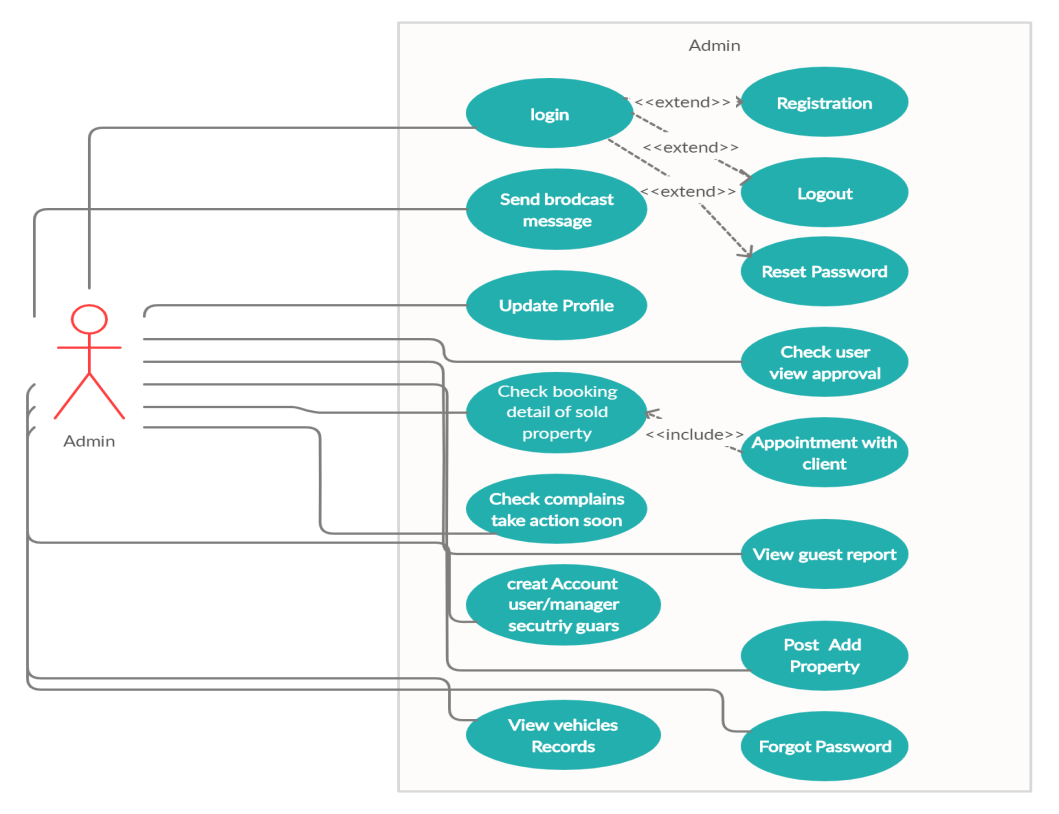 Admin
login
<<extend>>
Registration
<<extend>>
Logout
<<extend>>
Send brodcast
message
Reset Password
Update Profile
Check user
view approval
Check booking
detail of sold
property
<<include>>
Appointment with
client
Admin
Check complains
take action soon
View guest report
creat Account
user/manager
secutriy guars
Post Add
Property
View vehicles
Records
Forgot Password